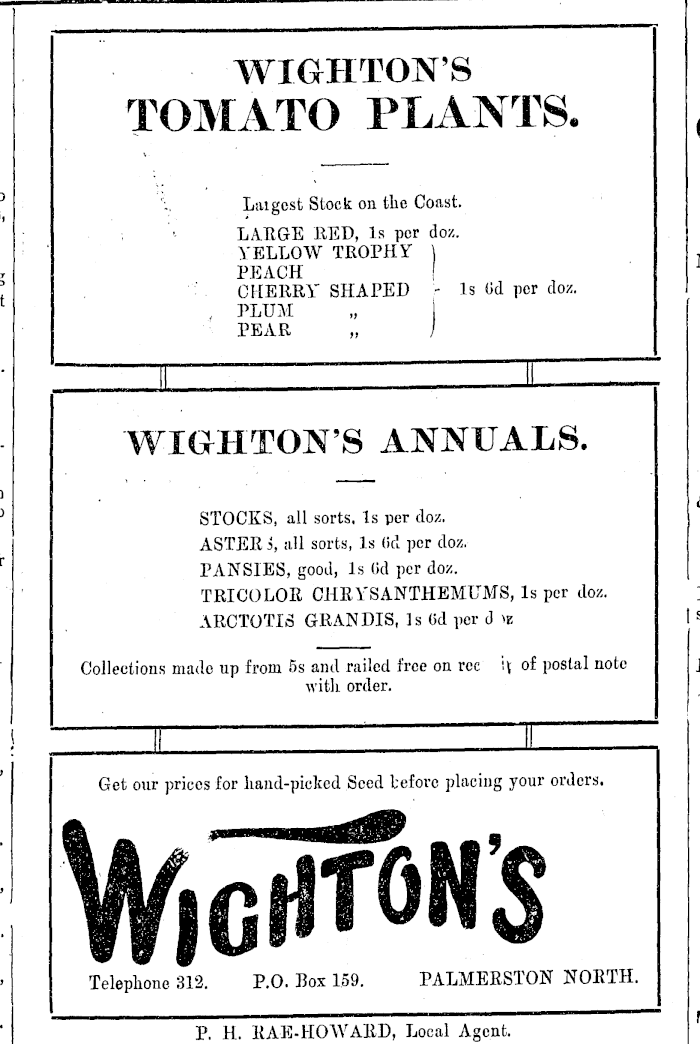 WIGHTON'S
TOMATO PLANTS.
Largest Stock on the Coast.
LARGE RED, 1s per doz.
YELLOW TROPHY
PEACH
CHERRY SHAPED 1s 6d per doz.
PLUM „
PEAR „
WIGHTON'S ANNUALS.
STOCKS, all sorts, 1s per doz.
ASTERS, all sorts, 1s 6d per doz.
PANSIES, good, 1s 6d per doz.
TRICOLOR CHRYSANTHEMUMS, 1s per doz.
ARCTOTIS GRANDIS, 1s 6d per doz
Collections made up from 5s and railed free on of postal note
with order.
Get our prices for hand-picked Seed before placing your orders.
WIGHTON'S
Telephone 312. P.O. Box 159. PALMERSTON NORTH.
P. H. RAE-HOWARD, Local Agent.